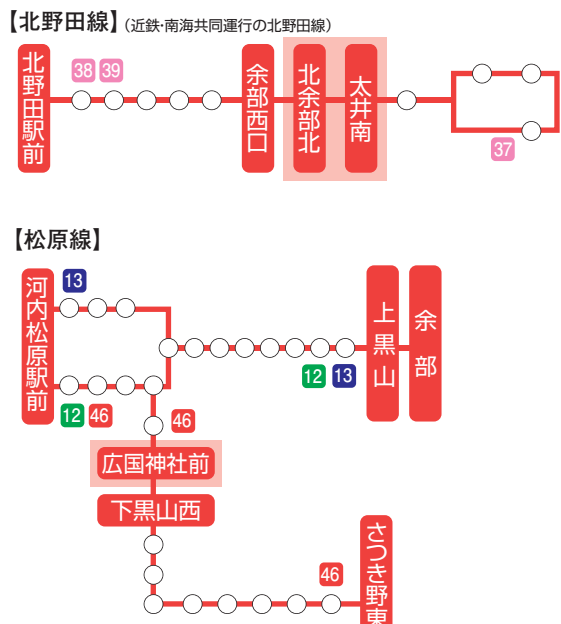 【北野田線】(近鉄・南海共同運行の北野田線)
北野田駅前
38 39
余部西口
北余部北
太井南
37
【松原線】
河内松原駅前
13
12 46
12 13
上黒山
余部
46
広国神社前
下黒山西
46
さつき野東